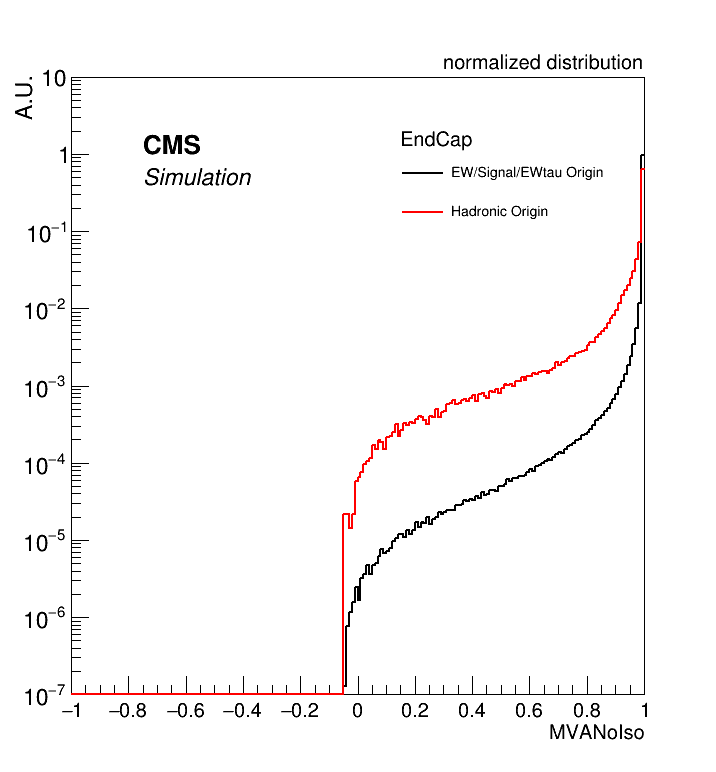 normalized distribution
A.U.
10
CMS
EndCap
1
Simulation
EW/Signal/EWtau Origin
Hadronic Origin
10⁻¹
10⁻²
10⁻³
10⁻⁴
10⁻⁵
10⁻⁶
10⁻⁷
−1 −0.8 −0.6 −0.4 −0.2 0 0.2 0.4 0.6 0.8 1
MVANoIso